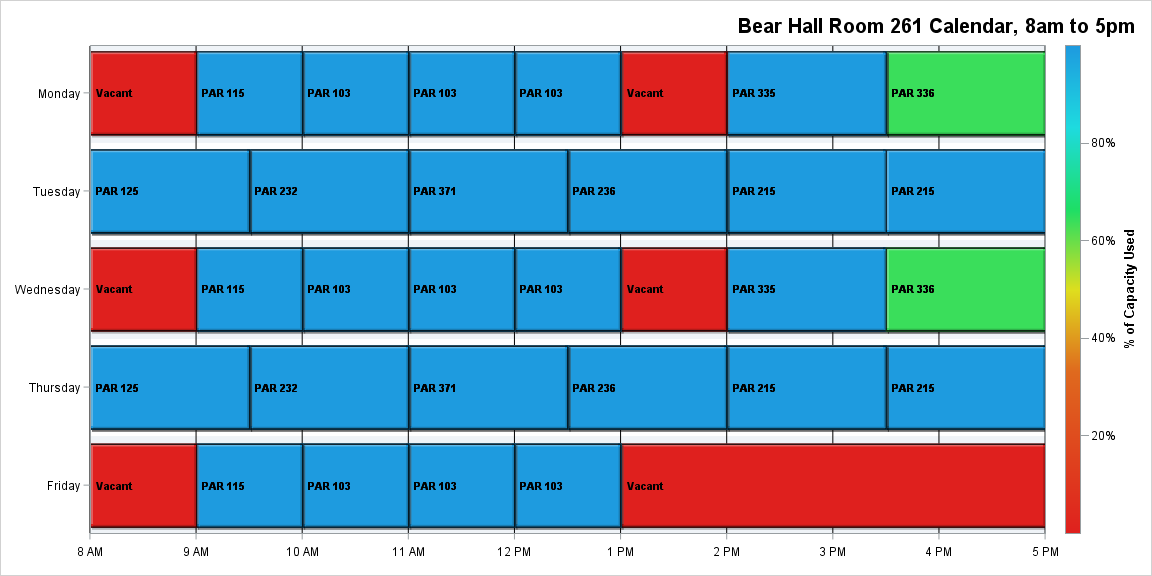 Bear Hall Room 261 Calendar, 8am to 5pm
Monday
Vacant
PAR 115
PAR 103
PAR 103
PAR 103
Vacant
PAR 335
PAR 336
Tuesday
PAR 125
PAR 232
PAR 371
PAR 236
PAR 215
PAR 215
Wednesday
Vacant
PAR 115
PAR 103
PAR 103
PAR 103
Vacant
PAR 335
PAR 336
Thursday
PAR 125
PAR 232
PAR 371
PAR 236
PAR 215
PAR 215
Friday
Vacant
PAR 115
PAR 103
PAR 103
PAR 103
Vacant
8 AM
9 AM
10 AM
11 AM
12 PM
1 PM
2 PM
3 PM
4 PM
5 PM
80%
60%
40%
20%
% of Capacity Used